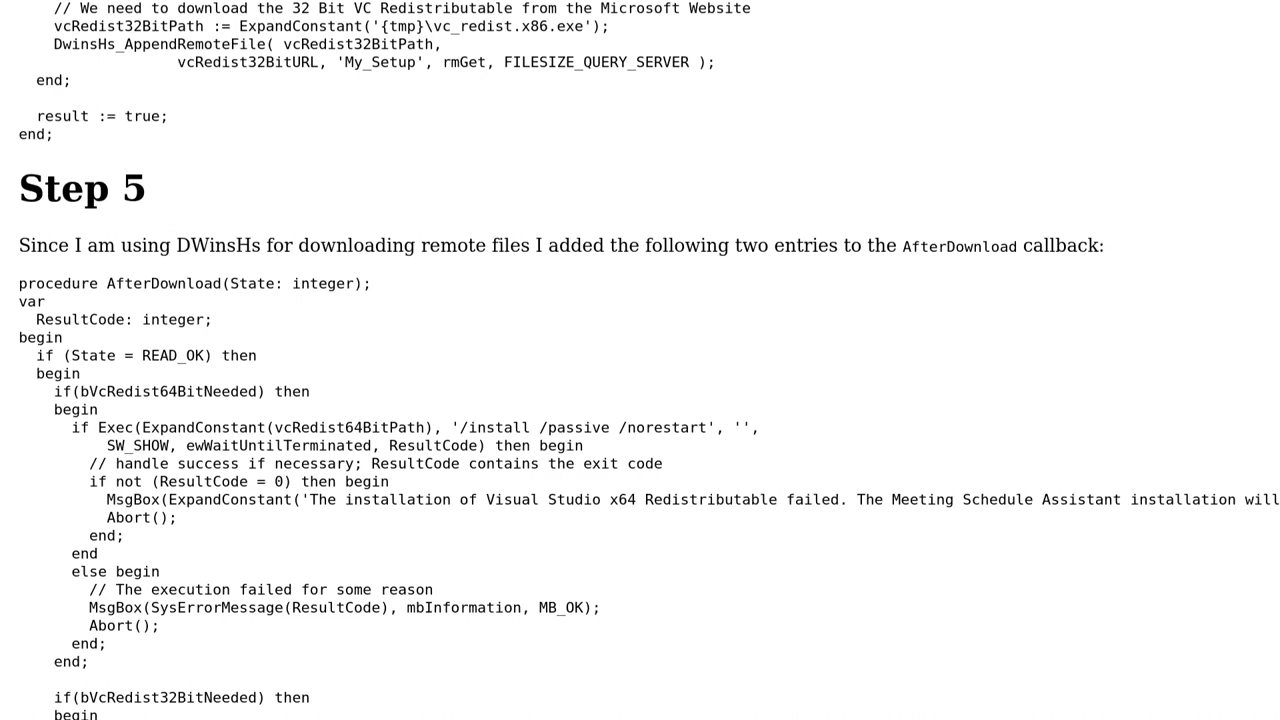 // We need to download the 32 Bit VC Redistributable from the Microsoft Website
vcRedist32BitPath := ExpandConstant('{tmp}\vc_redist.x86.exe');
DwinsHs_AppendRemoteFile( vcRedist32BitPath,
vcRedist32BitURL, 'My_Setup', rmGet, FILESIZE_QUERY_SERVER );
end;
result := true;
end;
Step 5
Since I am using DWinsHs for downloading remote files I added the following two entries to the AfterDownload callback:
procedure AfterDownload(State: integer);
var
ResultCode: integer;
begin
if (State = READ_OK) then
begin
if(bVcRedist64BitNeeded) then
begin
if Exec(ExpandConstant(vcRedist64BitPath), '/install /passive /norestart', '',
SW_SHOW, ewWaitUntilTerminated, ResultCode) then begin
// handle success if necessary; ResultCode contains the exit code
if not (ResultCode = 0) then begin
MsgBox(ExpandConstant('The installation of Visual Studio x64 Redistributable failed. The Meeting Schedule Assistant installation will
Abort();
end;
end
else begin
// The execution failed for some reason
MsgBox(SysErrorMessage(ResultCode), mbInformation, MB_OK);
Abort();
end;
end;
if(bVcRedist32BitNeeded) then
begin